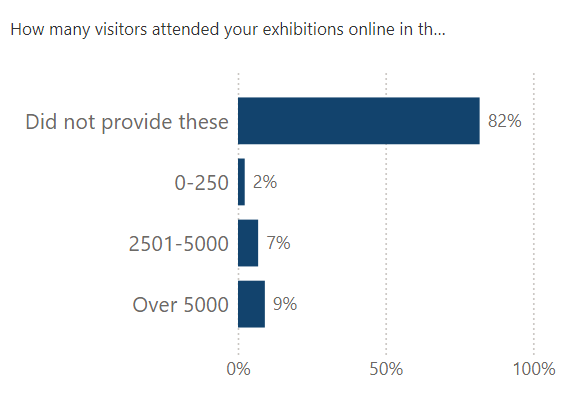 How many visitors attended your exhibitions online in th...
Did not provide these 82%
0-250 2%
2501-5000 7%
Over 5000 9%
0% 50% 100%